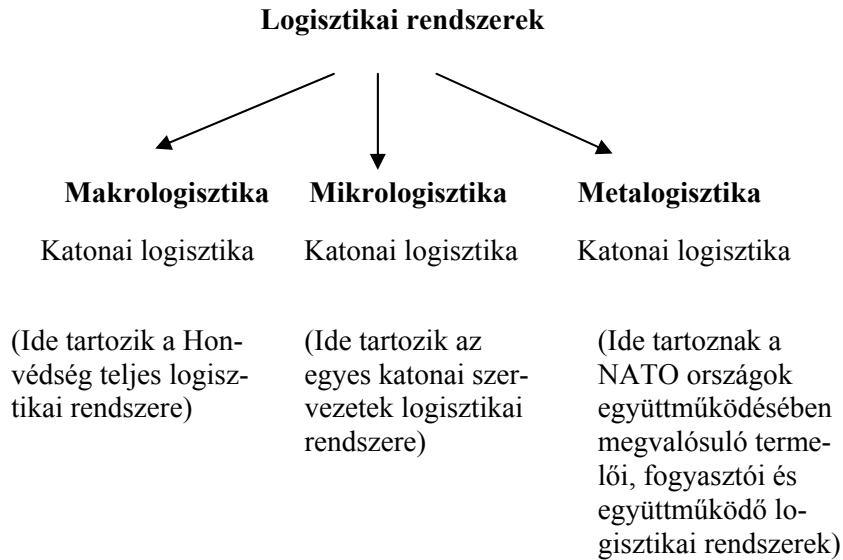 Logisztikai rendszerek
Makrologisztika
Katonai logisztika
(Ide tartozik a Hon-
védség teljes logisz-
tikai rendszere)
Mikrologisztika
Katonai logisztika
(Ide tartozik az
egyes katonai szer-
vezetek logisztikai
rendszere)
Metalogisztika
Katonai logisztika
(Ide tartoznak a
NATO országok
együttműködésében
megvalósuló terme-
lői, fogyasztói és
együttműködő lo-
gisztikai rendszerek)